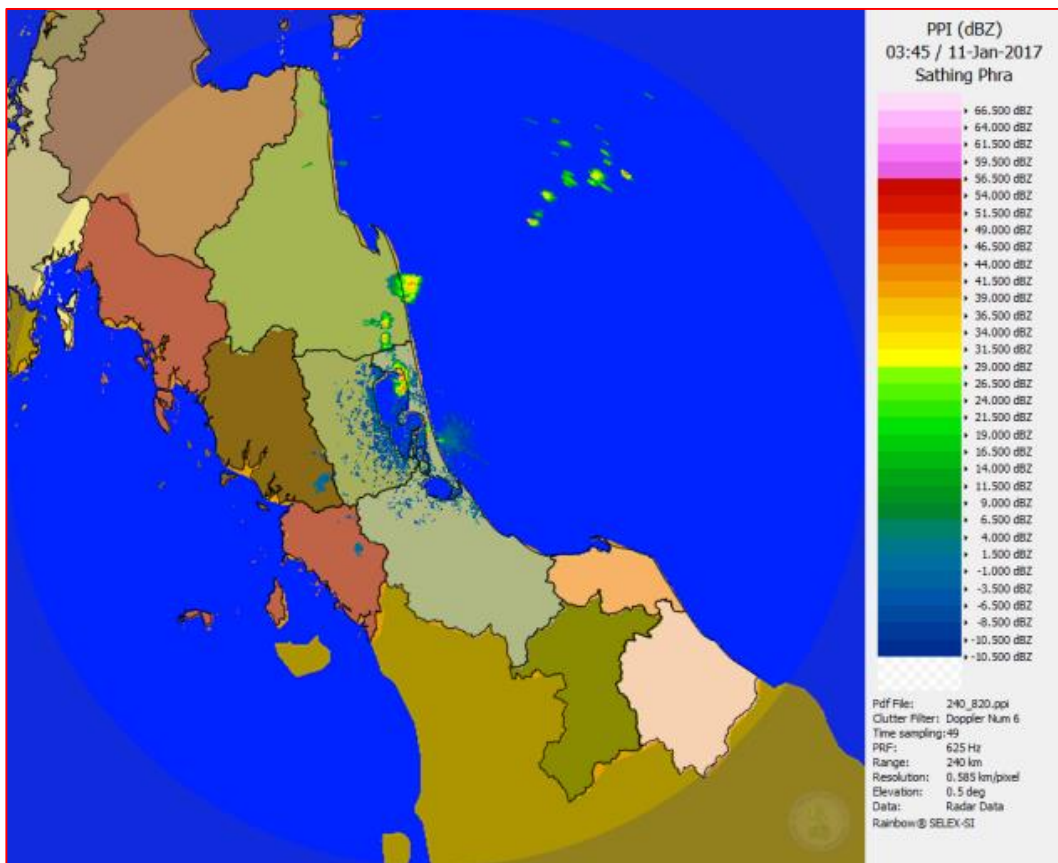 PPI (dBZ)
03:45 / 11-Jan-2017
Sathing Phra
66.500 dBZ
64.000 dBZ
61.500 dBZ
59.500 dBZ
56.500 dBZ
54.000 dBZ
51.500 dBZ
49.000 dBZ
46.500 dBZ
44.000 dBZ
41.500 dBZ
39.000 dBZ
36.500 dBZ
34.000 dBZ
31.500 dBZ
29.000 dBZ
26.500 dBZ
24.000 dBZ
21.500 dBZ
19.000 dBZ
16.500 dBZ
14.000 dBZ
11.500 dBZ
9.000 dBZ
6.500 dBZ
4.000 dBZ
1.500 dBZ
-1.000 dBZ
-3.500 dBZ
-6.500 dBZ
-8.500 dBZ
-10.500 dBZ
-10.500 dBZ
Pdf File: 240_820.ppi
Clutter Filter: Doppler Num 6
Time sampling:49
PRF: 625 Hz
Range: 240 km
Resolution: 0.585 km/pixel
Elevation: 0.5 deg
Data: Radar Data
Rainbow® SELEX-SI